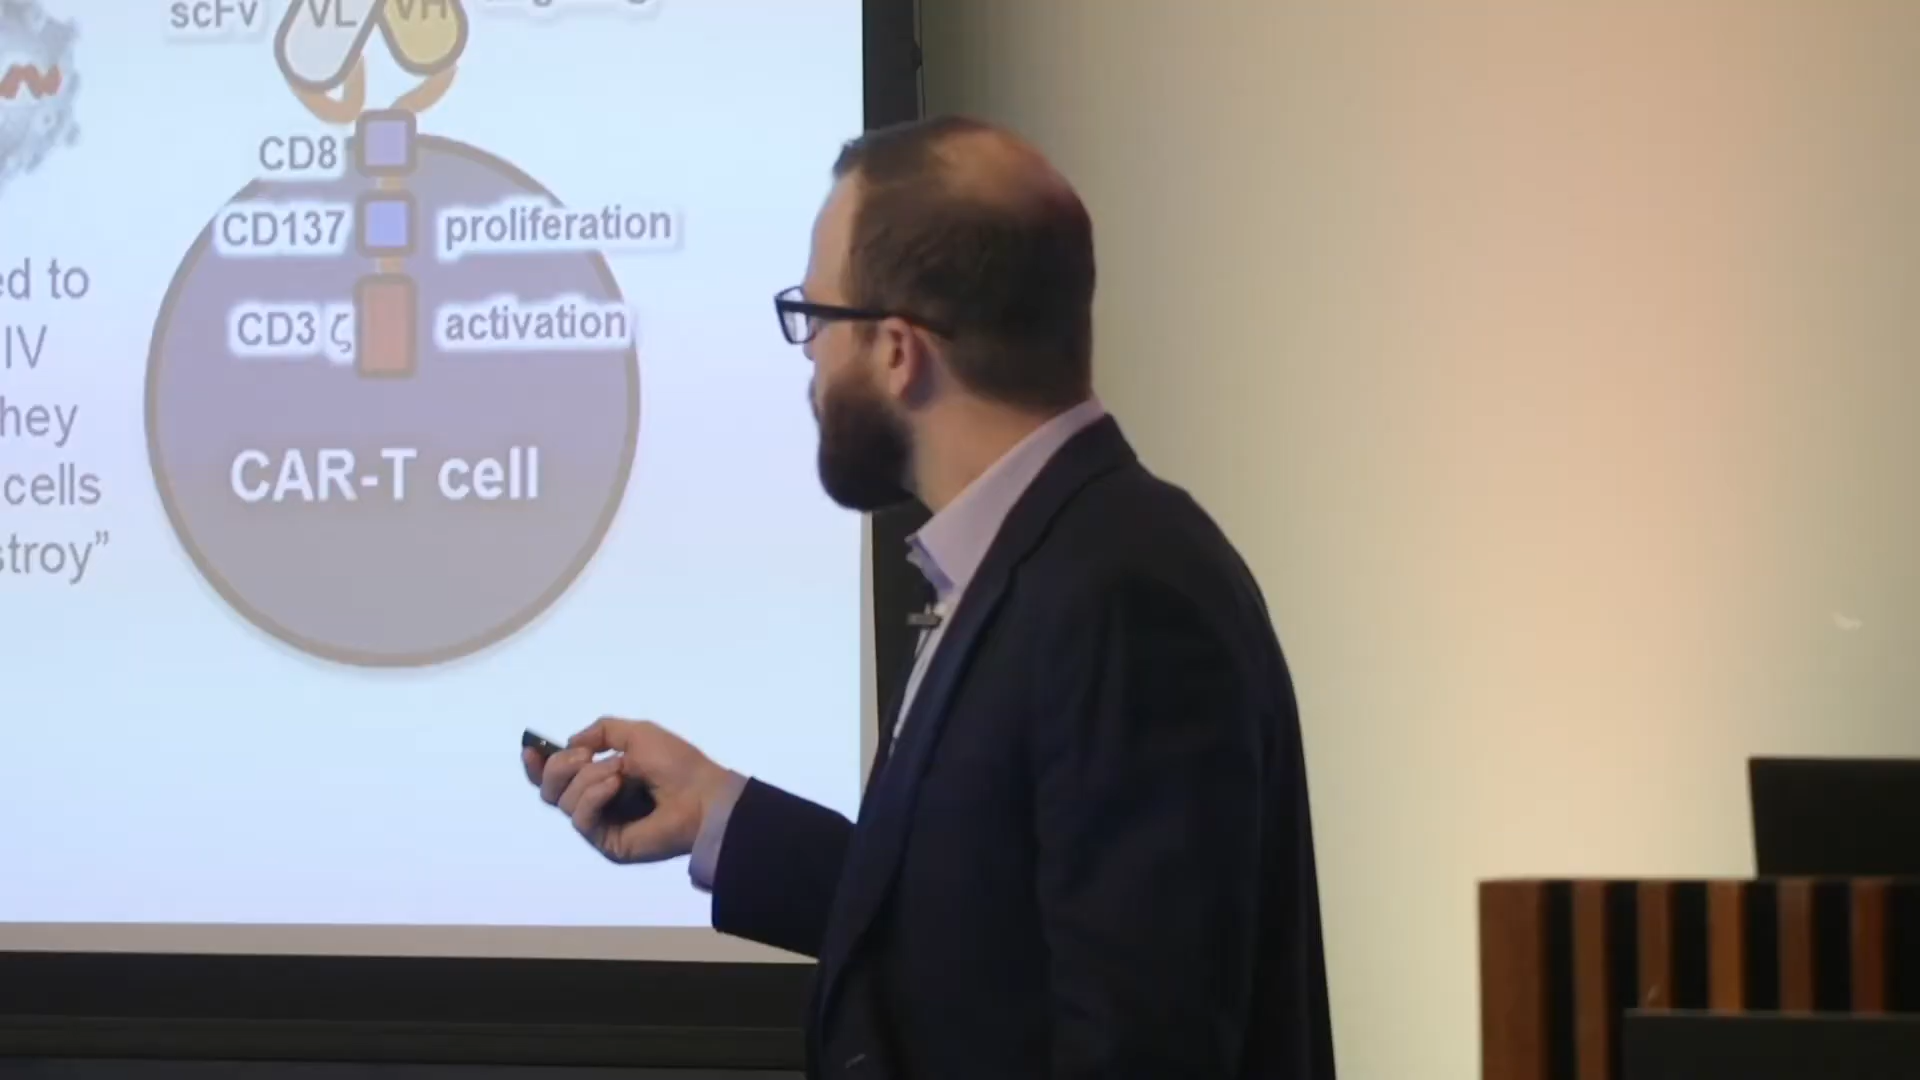 scFv
VL
VH
CD8
CD137
proliferation
CD3 ζ
activation
CAR-T cell
ed to
IV
hey
cells
stroy”